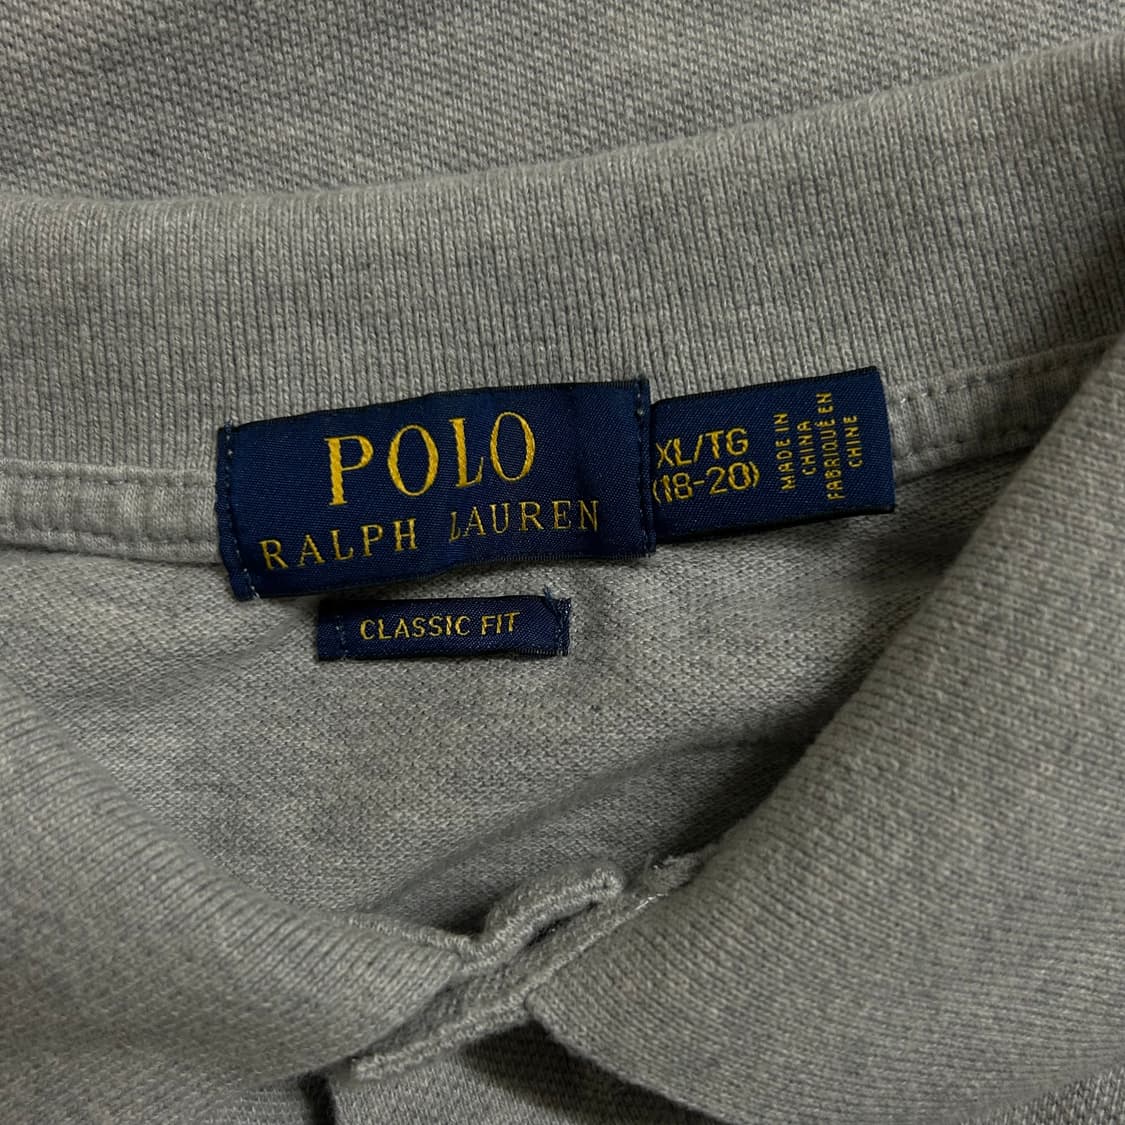 POLO
RALPH LAUREN
XL/TG
(18-20)
MADE IN
CHINA
FABRIQUÉ EN
CHINE
CLASSIC FIT